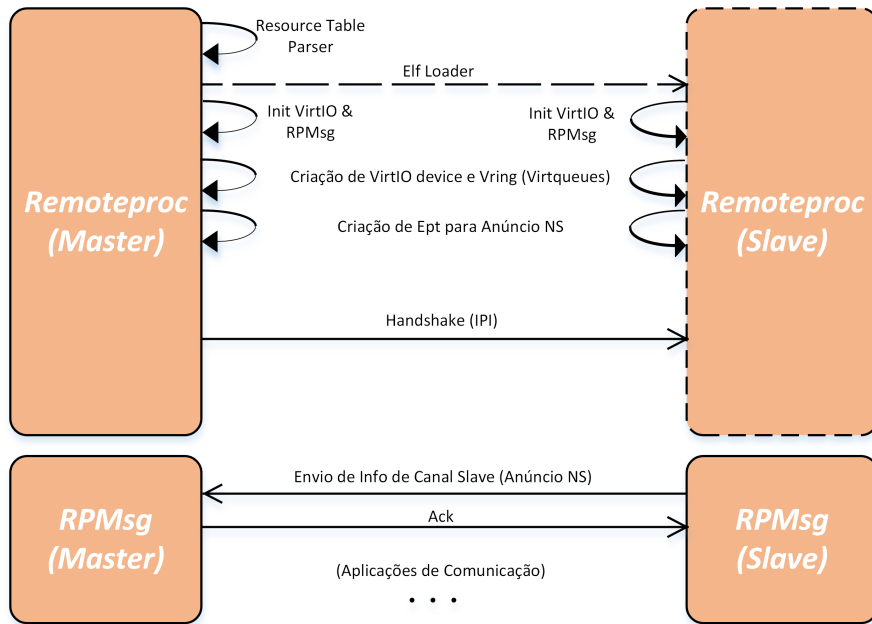 Resource Table
Parser
Elf Loader
Init VirtIO &
RPMsg
Init VirtIO &
RPMsg
Criação de VirtIO device e Vring (Virtqueues)
Remoteproc
(Master)
Remoteproc
(Slave)
Criação de Ept para Anúncio NS
Handshake (IPI)
Envio de Info de Canal Slave (Anúncio NS)
RPMsg
(Master)
Ack
RPMsg
(Slave)
(Aplicações de Comunicação)
. . .